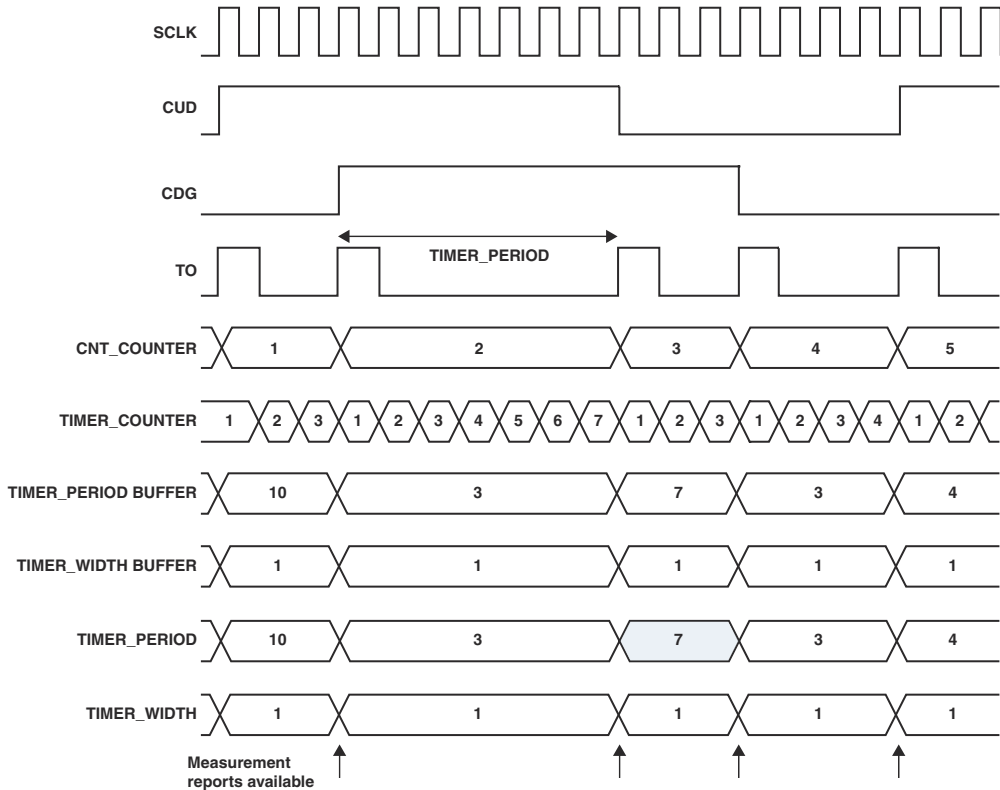 SCLK
CUD
CDG
TIMER_PERIOD
TO
CNT_COUNTER 1 2 3 4 5
TIMER_COUNTER 1 2 3 1 2 3 4 5 6 7 1 2 3 1 2 3 4 1 2
TIMER_PERIOD BUFFER 10 3 7 3 4
TIMER_WIDTH BUFFER 1 1 1 1 1
TIMER_PERIOD 10 3 7 3 4
TIMER_WIDTH 1 1 1 1 1
Measurement
reports available